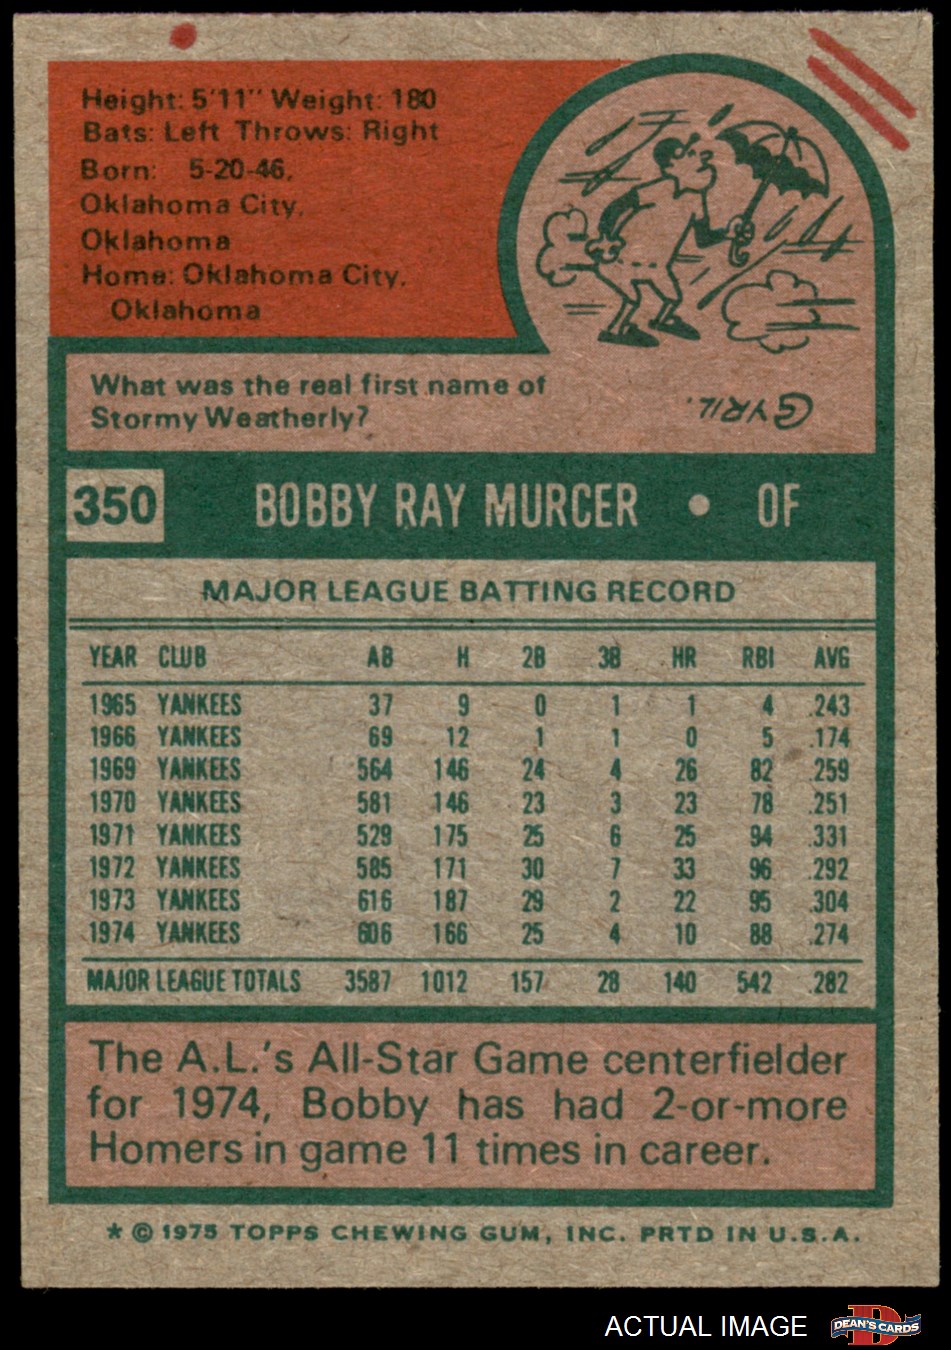 Height: 5'11" Weight: 180
Bats: Left Throws: Right
Born: 5-20-46,
Oklahoma City,
Oklahoma
Home: Oklahoma City,
Oklahoma
What was the real first name of
Stormy Weatherly?
CYRIL.
350 BOBBY RAY MURCER • OF
MAJOR LEAGUE BATTING RECORD
YEAR CLUB AB H 2B 3B HR RBI AVG
1965 YANKEES 37 9 0 1 1 4 .243
1966 YANKEES 69 12 1 1 0 5 .174
1969 YANKEES 564 146 24 4 26 82 .259
1970 YANKEES 581 146 23 3 23 78 .251
1971 YANKEES 529 175 25 6 25 94 .331
1972 YANKEES 585 171 30 7 33 96 .292
1973 YANKEES 616 187 29 2 22 95 .304
1974 YANKEES 606 166 25 4 10 88 .274
MAJOR LEAGUE TOTALS 3587 1012 157 28 140 542 .282
The A.L.'s All-Star Game centerfielder
for 1974, Bobby has had 2-or-more
Homers in game 11 times in career.
* © 1975 TOPPS CHEWING GUM, INC. PRTD IN U.S.A.
ACTUAL IMAGE
D
DEAN'S CARDS